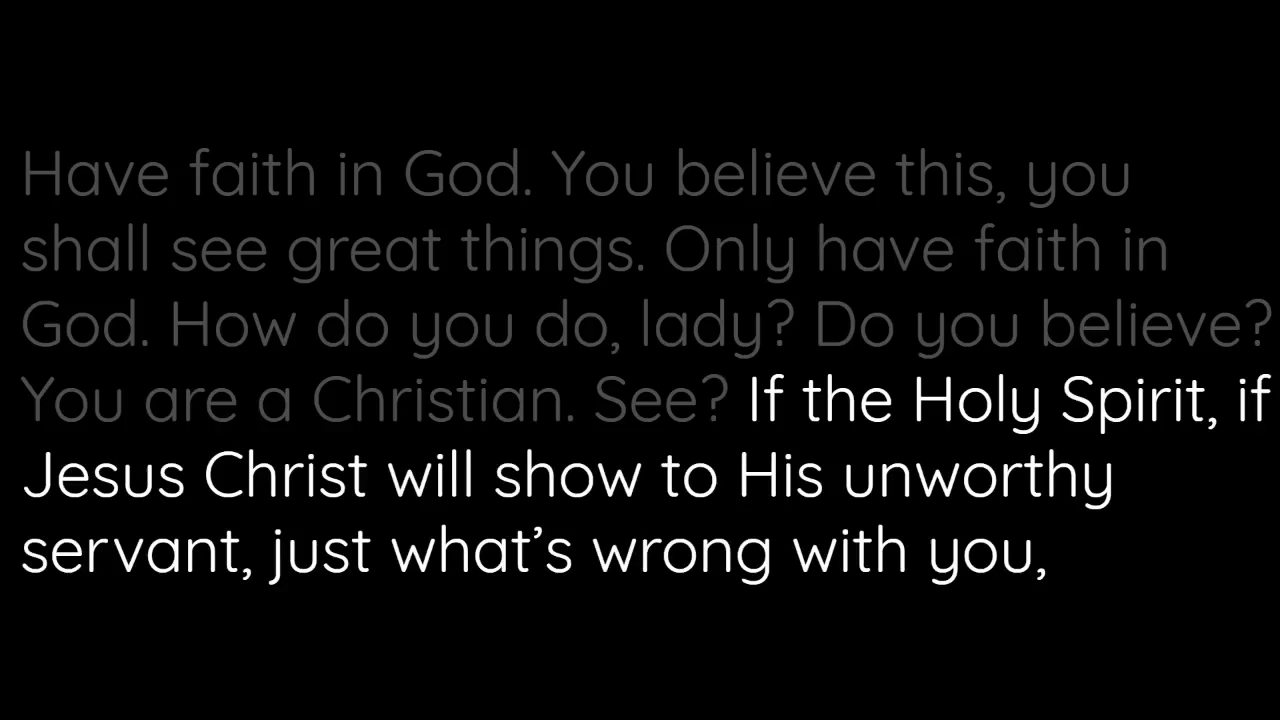 Have faith in God. You believe this, you
shall see great things. Only have faith in
God. How do you do, lady? Do you believe?
You are a Christian. See? If the Holy Spirit, if
Jesus Christ will show to His unworthy
servant, just what’s wrong with you,